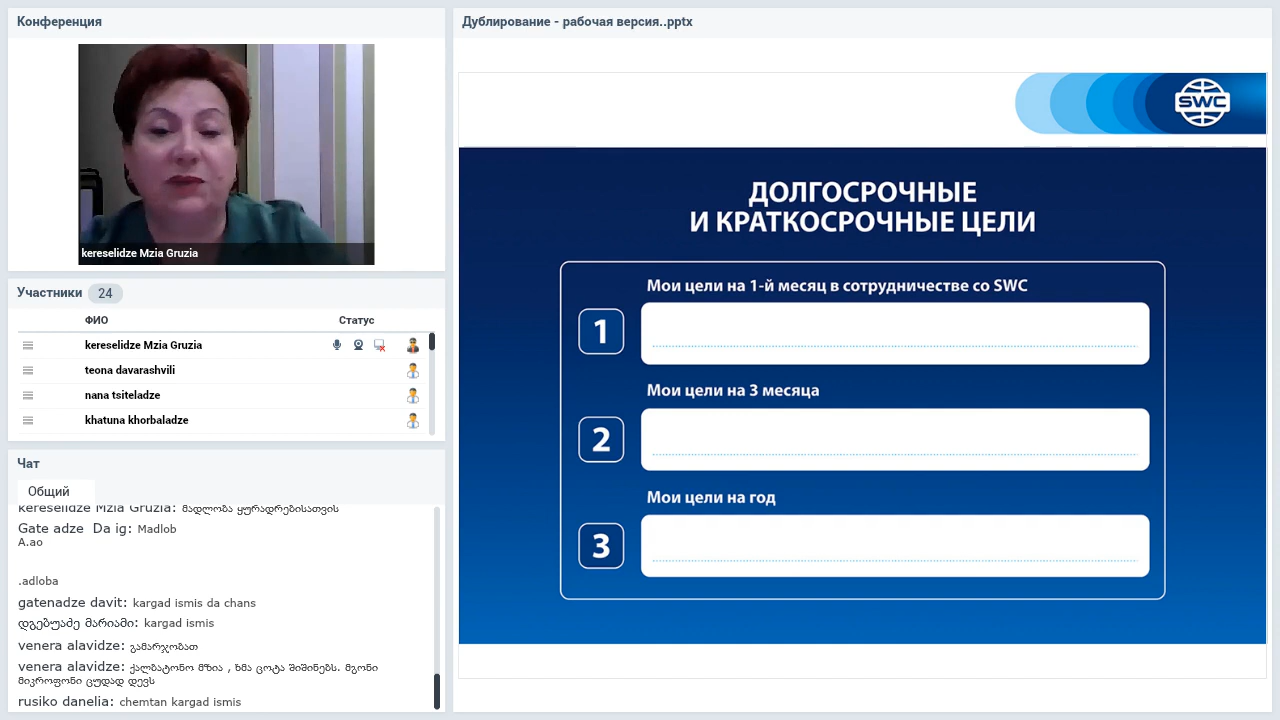 Конференция
kereselidze Mzia Gruzia
Участники 24
ФИО Статус
kereselidze Mzia Gruzia
teona davarashvili
nana tsiteladze
khatuna khorbaladze
Чат
Общий
kereselidze Mzia Gruzia: მადლობა ყურადრებისათვის
Gate adze Da ig: Madlob
A.ao
.adloba
gatenadze davit: kargad ismis da chans
დგებუაძე მარიამი: kargad ismis
venera alavidze: გამარჯობათ
venera alavidze: ქალბატონო მზია , ხმა ცოტა შიშინებს. მგონი
მიკროფონი ცუდად დევს
rusiko danelia: chemtan kargad ismis
Дублирование - рабочая версия..pptx
SWC
ДОЛГОСРОЧНЫЕ
И КРАТКОСРОЧНЫЕ ЦЕЛИ
Мои цели на 1-й месяц в сотрудничестве со SWC
1
Мои цели на 3 месяца
2
Мои цели на год
3